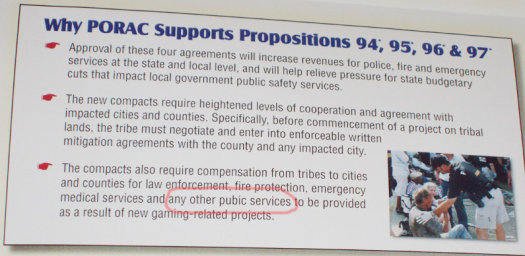 Why PORAC Supports Propositions 94*, 95*, 96* & 97*
Approval of these four agreements will increase revenues for police, fire and emergency
services at the state and local level, and will help relieve pressure for state budgetary
cuts that impact local government public safety services.
The new compacts require heightened levels of cooperation and agreement with
impacted cities and counties. Specifically, before commencement of a project on tribal
lands, the tribe must negotiate and enter into enforceable written
mitigation agreements with the county and any impacted city.
The compacts also require compensation from tribes to cities
and counties for law enforcement, fire protection, emergency
medical services and any other pubic services to be provided
as a result of new gaming-related projects.